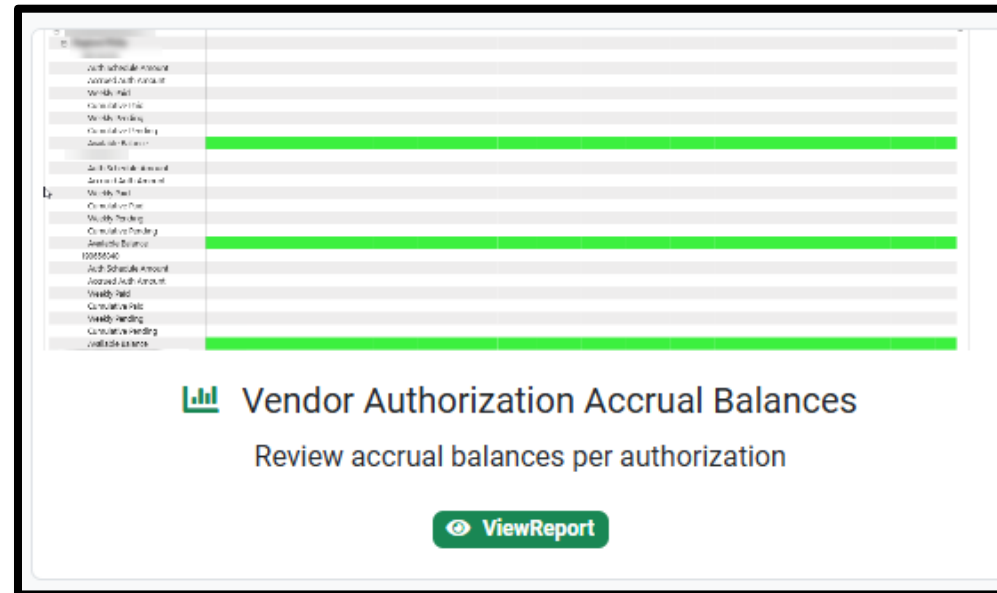 Auth Schedule Amount
Accrued Auth Amount
Weekly Paid
Cumulative Paid
Weekly Pending
Cumulative Pending
Available Balance
Auth Schedule Amount
Accrued Auth Amount
Weekly Paid
Cumulative Paid
Weekly Pending
Cumulative Pending
Available Balance
Auth Schedule Amount
Accrued Auth Amount
Weekly Paid
Cumulative Paid
Weekly Pending
Cumulative Pending
Available Balance
Vendor Authorization Accrual Balances
Review accrual balances per authorization
ViewReport